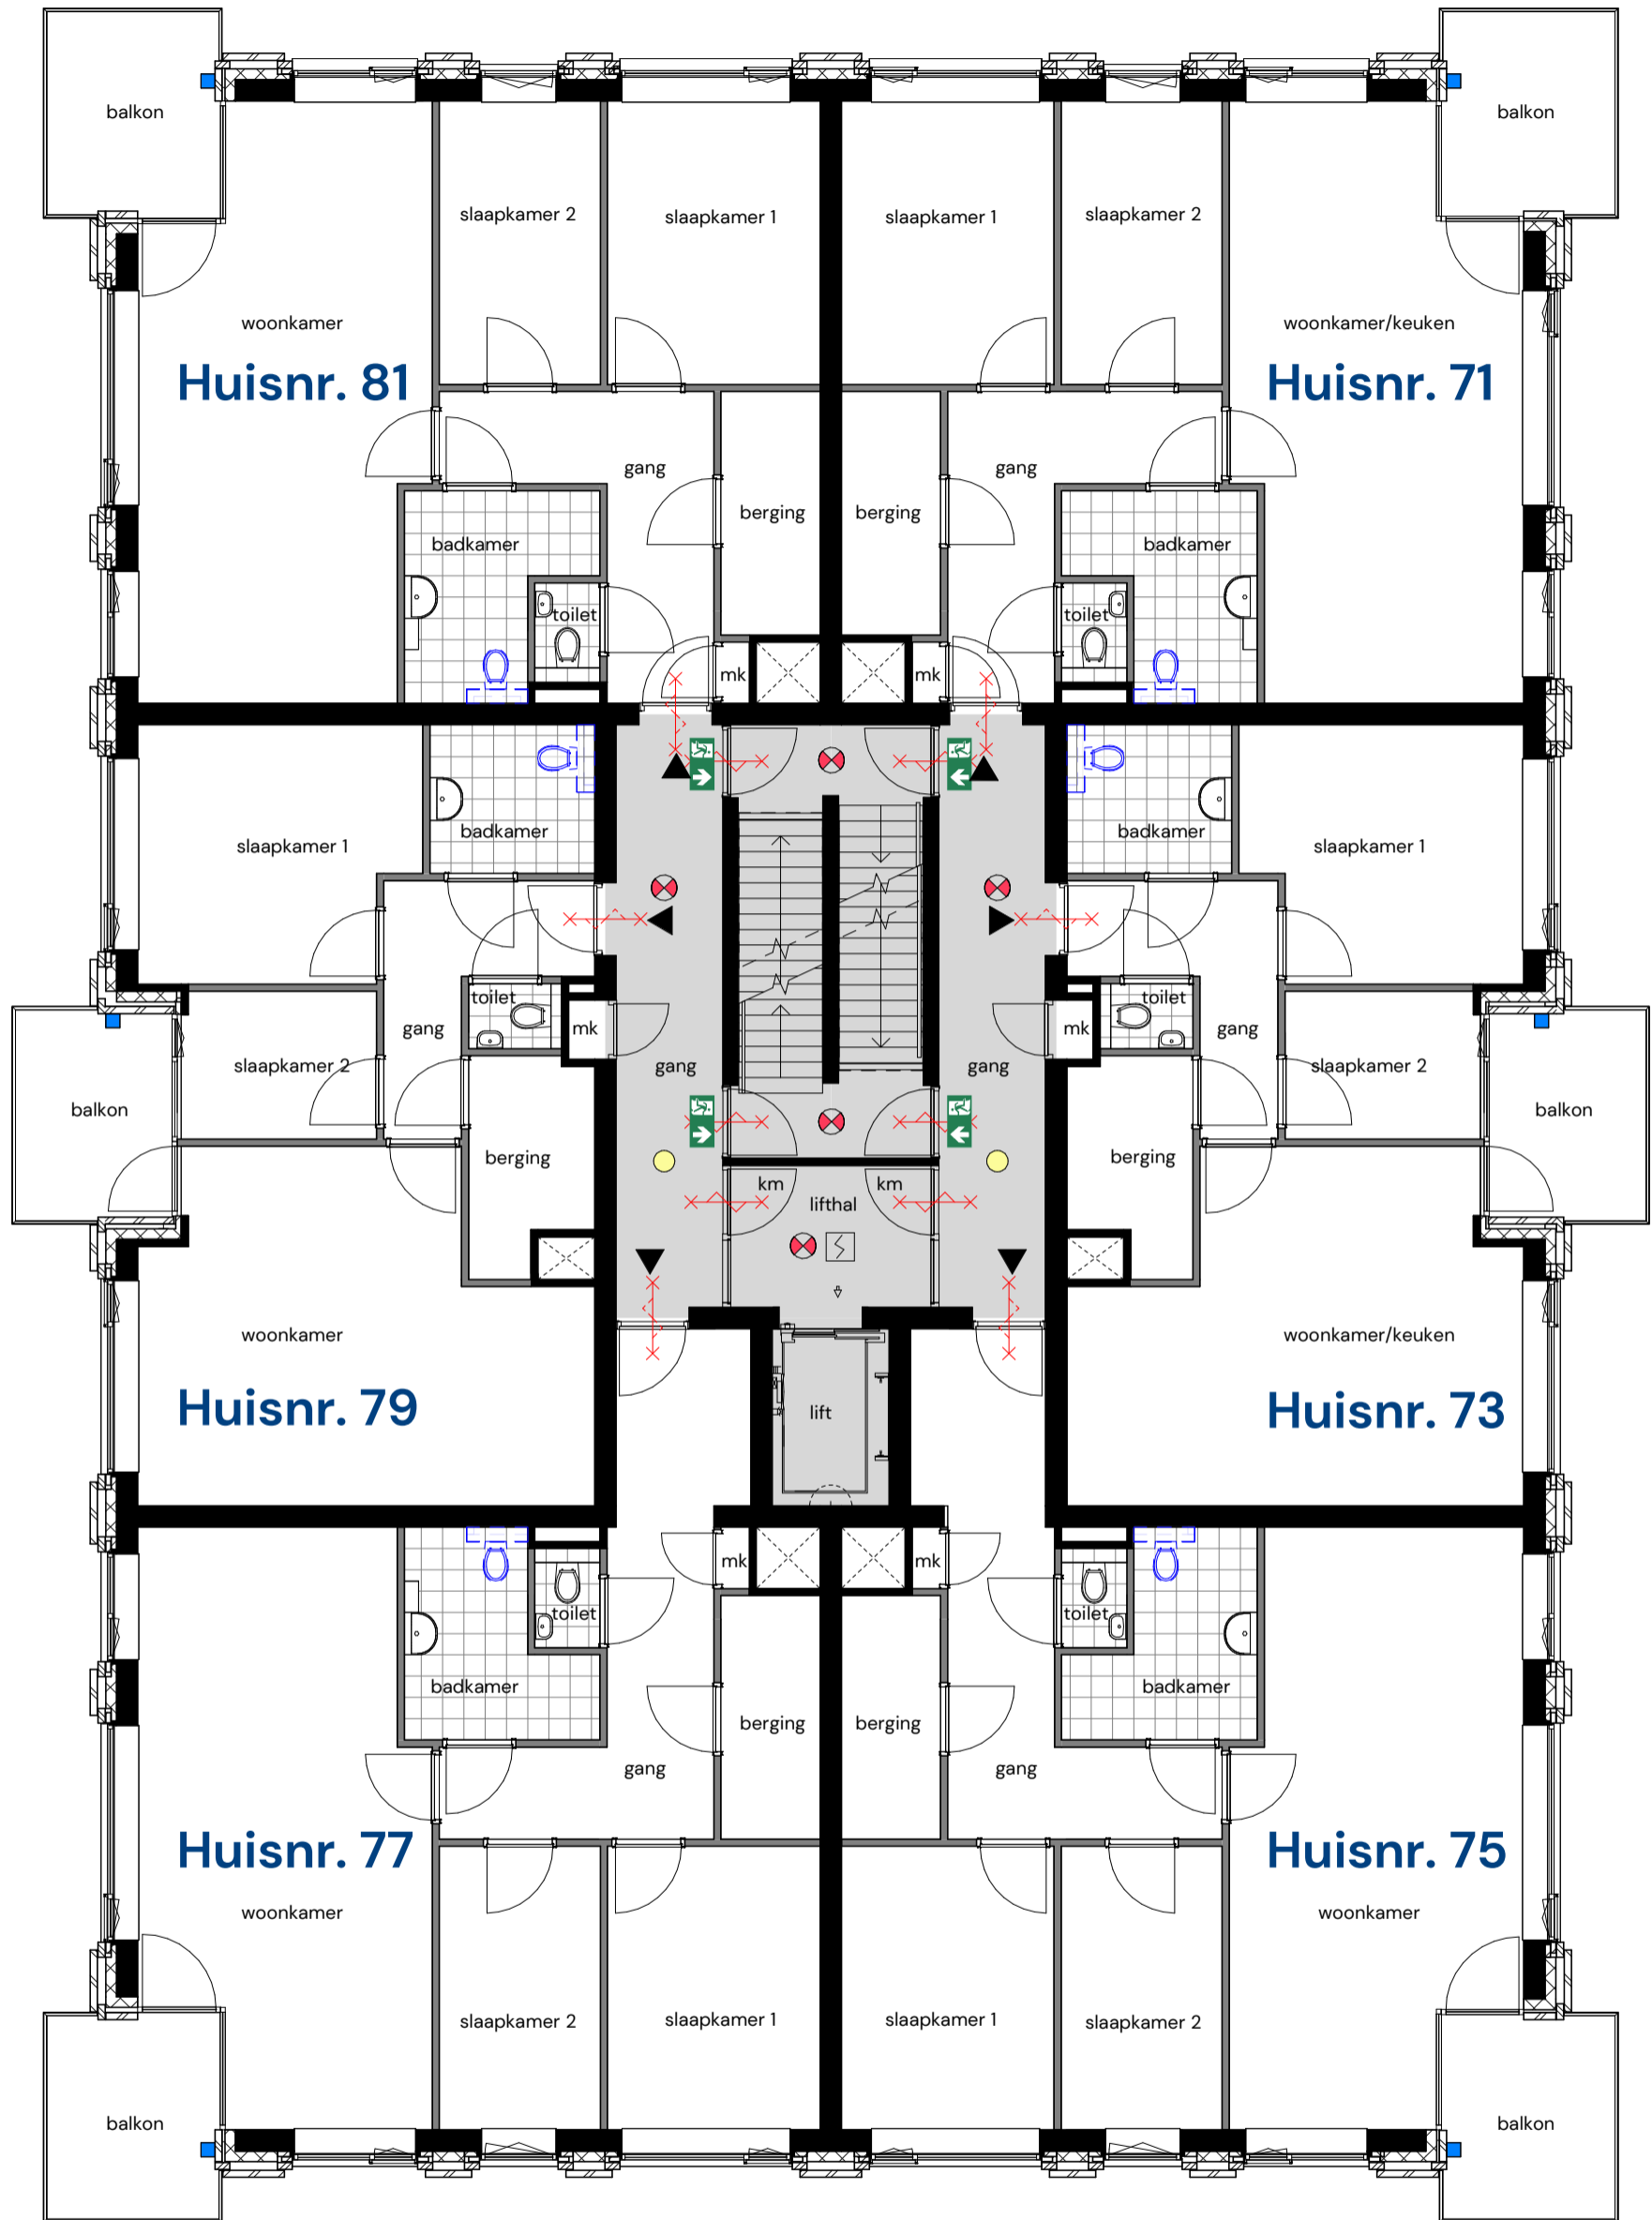 balkon
balkon
slaapkamer 2
slaapkamer 1
slaapkamer 1
slaapkamer 2
woonkamer
woonkamer/keuken
Huisnr. 81
Huisnr. 71
gang
gang
berging
berging
badkamer
badkamer
toilet
toilet
mk
mk
badkamer
badkamer
slaapkamer 1
slaapkamer 1
toilet
toilet
gang
mk
mk
gang
slaapkamer 2
gang
gang
slaapkamer 2
balkon
balkon
berging
berging
km
km
lifthal
woonkamer
woonkamer/keuken
Huisnr. 79
lift
Huisnr. 73
mk
mk
toilet
toilet
badkamer
badkamer
berging
berging
gang
gang
Huisnr. 77
Huisnr. 75
woonkamer
woonkamer
slaapkamer 2
slaapkamer 1
slaapkamer 1
slaapkamer 2
balkon
balkon